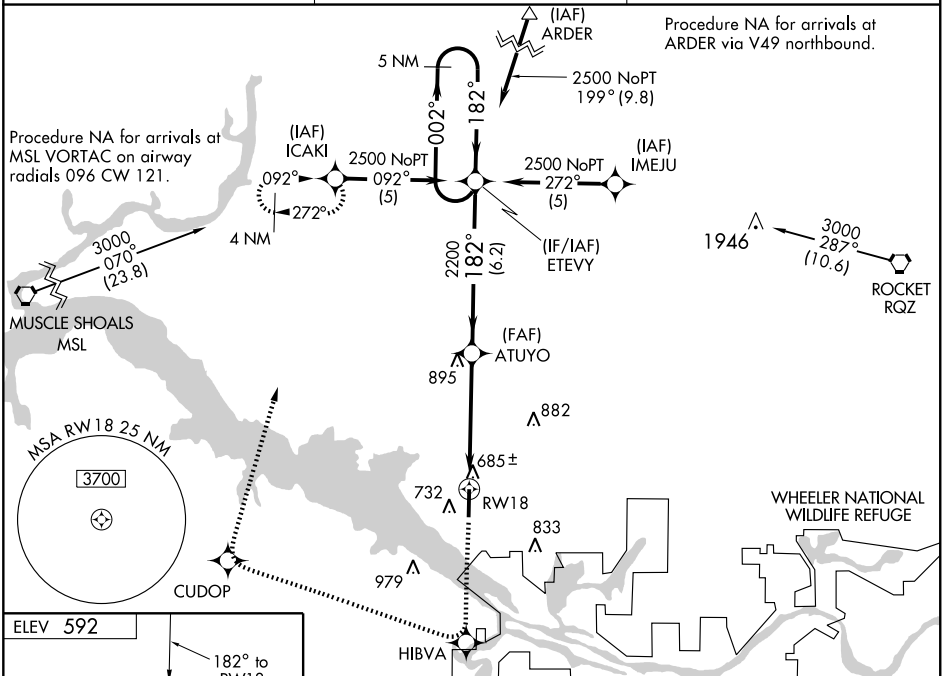 (IAF)
ARDER
Procedure NA for arrivals at
ARDER via V49 northbound.
5 NM
2500 NoPT
199° (9.8)
002°
182°
Procedure NA for arrivals at
MSL VORTAC on airway
radials 096 CW 121.
(IAF)
ICAKI
092°
272°
4 NM
2500 NoPT
092°
(5)
2500 NoPT
272°
(5)
(IAF)
IMEJU
(IF/IAF)
ETEVY
2200
182°
(6.2)
3000
070°
(23.8)
MUSCLE SHOALS
MSL
1946
3000
287°
(10.6)
ROCKET
RQZ
(FAF)
ATUYO
895
882
685±
RW18
732
833
979
MSA RW18 25 NM
3700
WHEELER NATIONAL
WILDLIFE REFUGE
CUDOP
HIBVA
ELEV 592
182° to
RW18